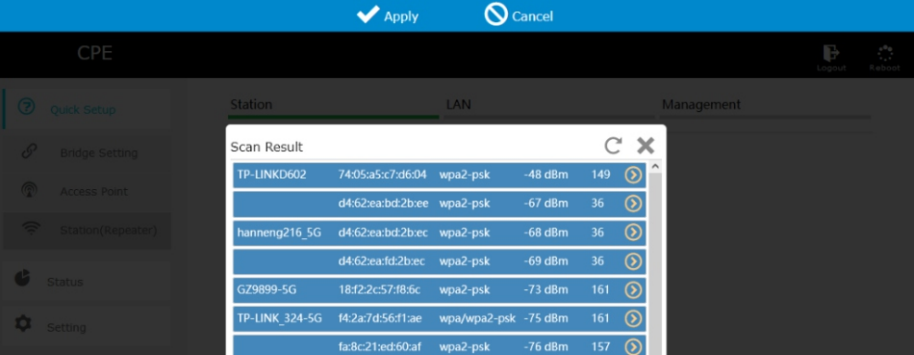 Apply Cancel
CPE
Logout Reboot
Quick Setup
Station LAN Management
Scan Result
Bridge Setting
Access Point
Station(Repeater)
Status
Setting
TP-LINKD602 74:05:a5:c7:d6:04 wpa2-psk -48 dBm 149
d4:62:ea:bd:2b:ee wpa2-psk -67 dBm 36
hanneng216_5G d4:62:ea:bd:2b:ec wpa2-psk -68 dBm 36
d4:62:ea:fd:2b:ec wpa2-psk -69 dBm 36
GZ9899-5G 18:f2:2c:57:f8:6c wpa2-psk -73 dBm 161
TP-LINK_324-5G f4:2a:7d:56:f1:ae wpa/wpa2-psk -75 dBm 161
fa:8c:21:ed:60:af wpa2-psk -76 dBm 157